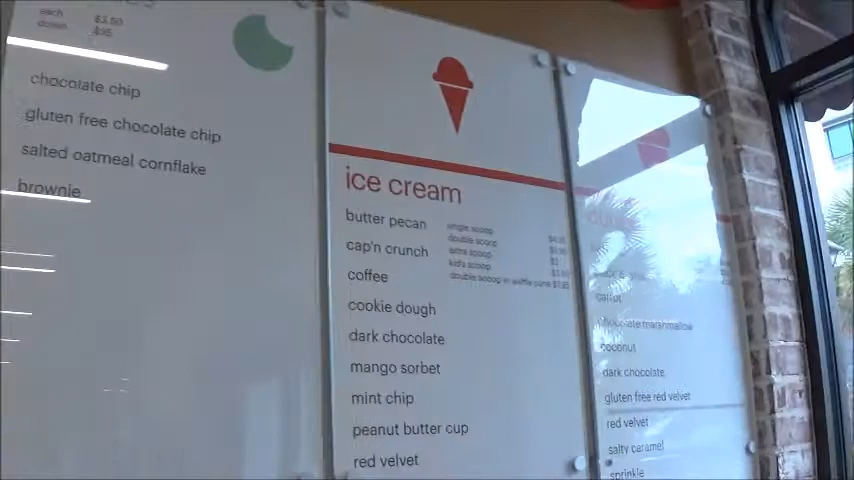 each $3.50
dozen
chocolate chip
gluten free chocolate chip
salted oatmeal cornflake
brownie
ice cream
butter pecan
cap'n crunch
coffee
cookie dough
dark chocolate
mango sorbet
mint chip
peanut butter cup
red velvet
single scoop
double scoop
extra scoop
kid's scoop
double scoop in waffle cone
carrot
chocolate marshmallow
coconut
dark chocolate
gluten free red velvet
red velvet
salty caramel
sprinkle